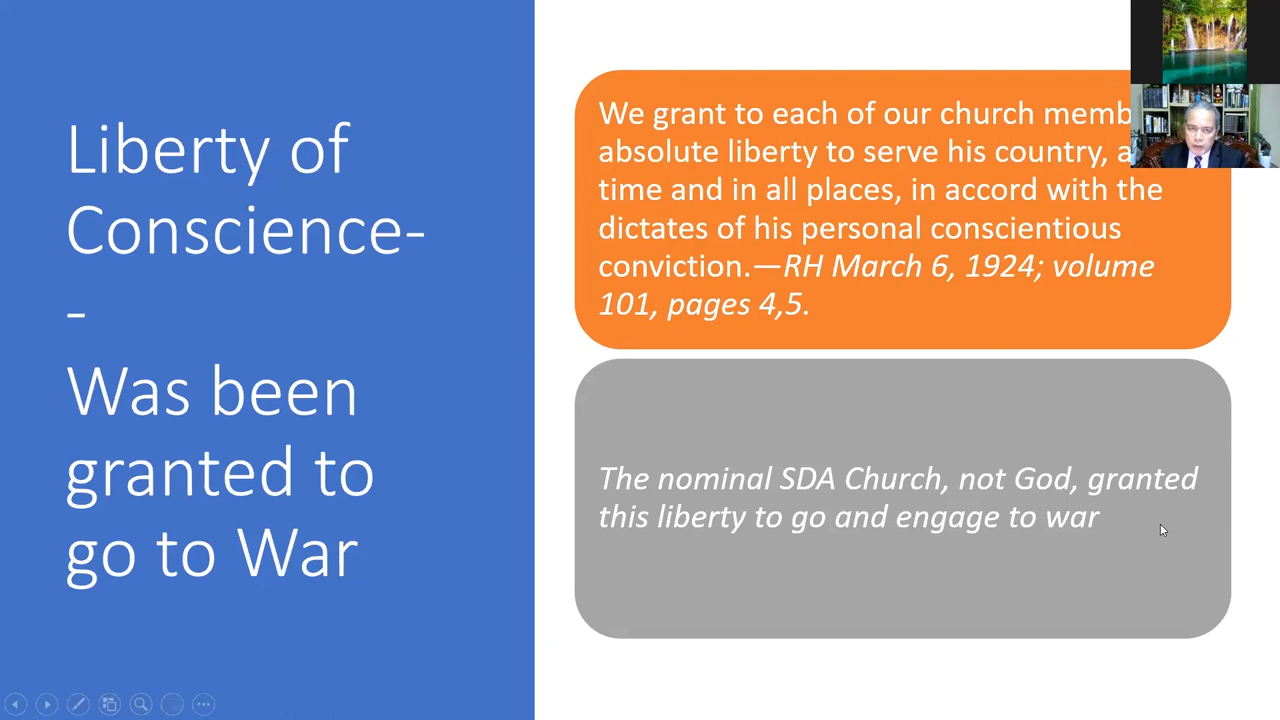 Liberty of
Conscience-
-
Was been
granted to
go to War
We grant to each of our church memb
absolute liberty to serve his country, a
time and in all places, in accord with the
dictates of his personal conscientious
conviction.—RH March 6, 1924; volume
101, pages 4,5.
The nominal SDA Church, not God, granted
this liberty to go and engage to war